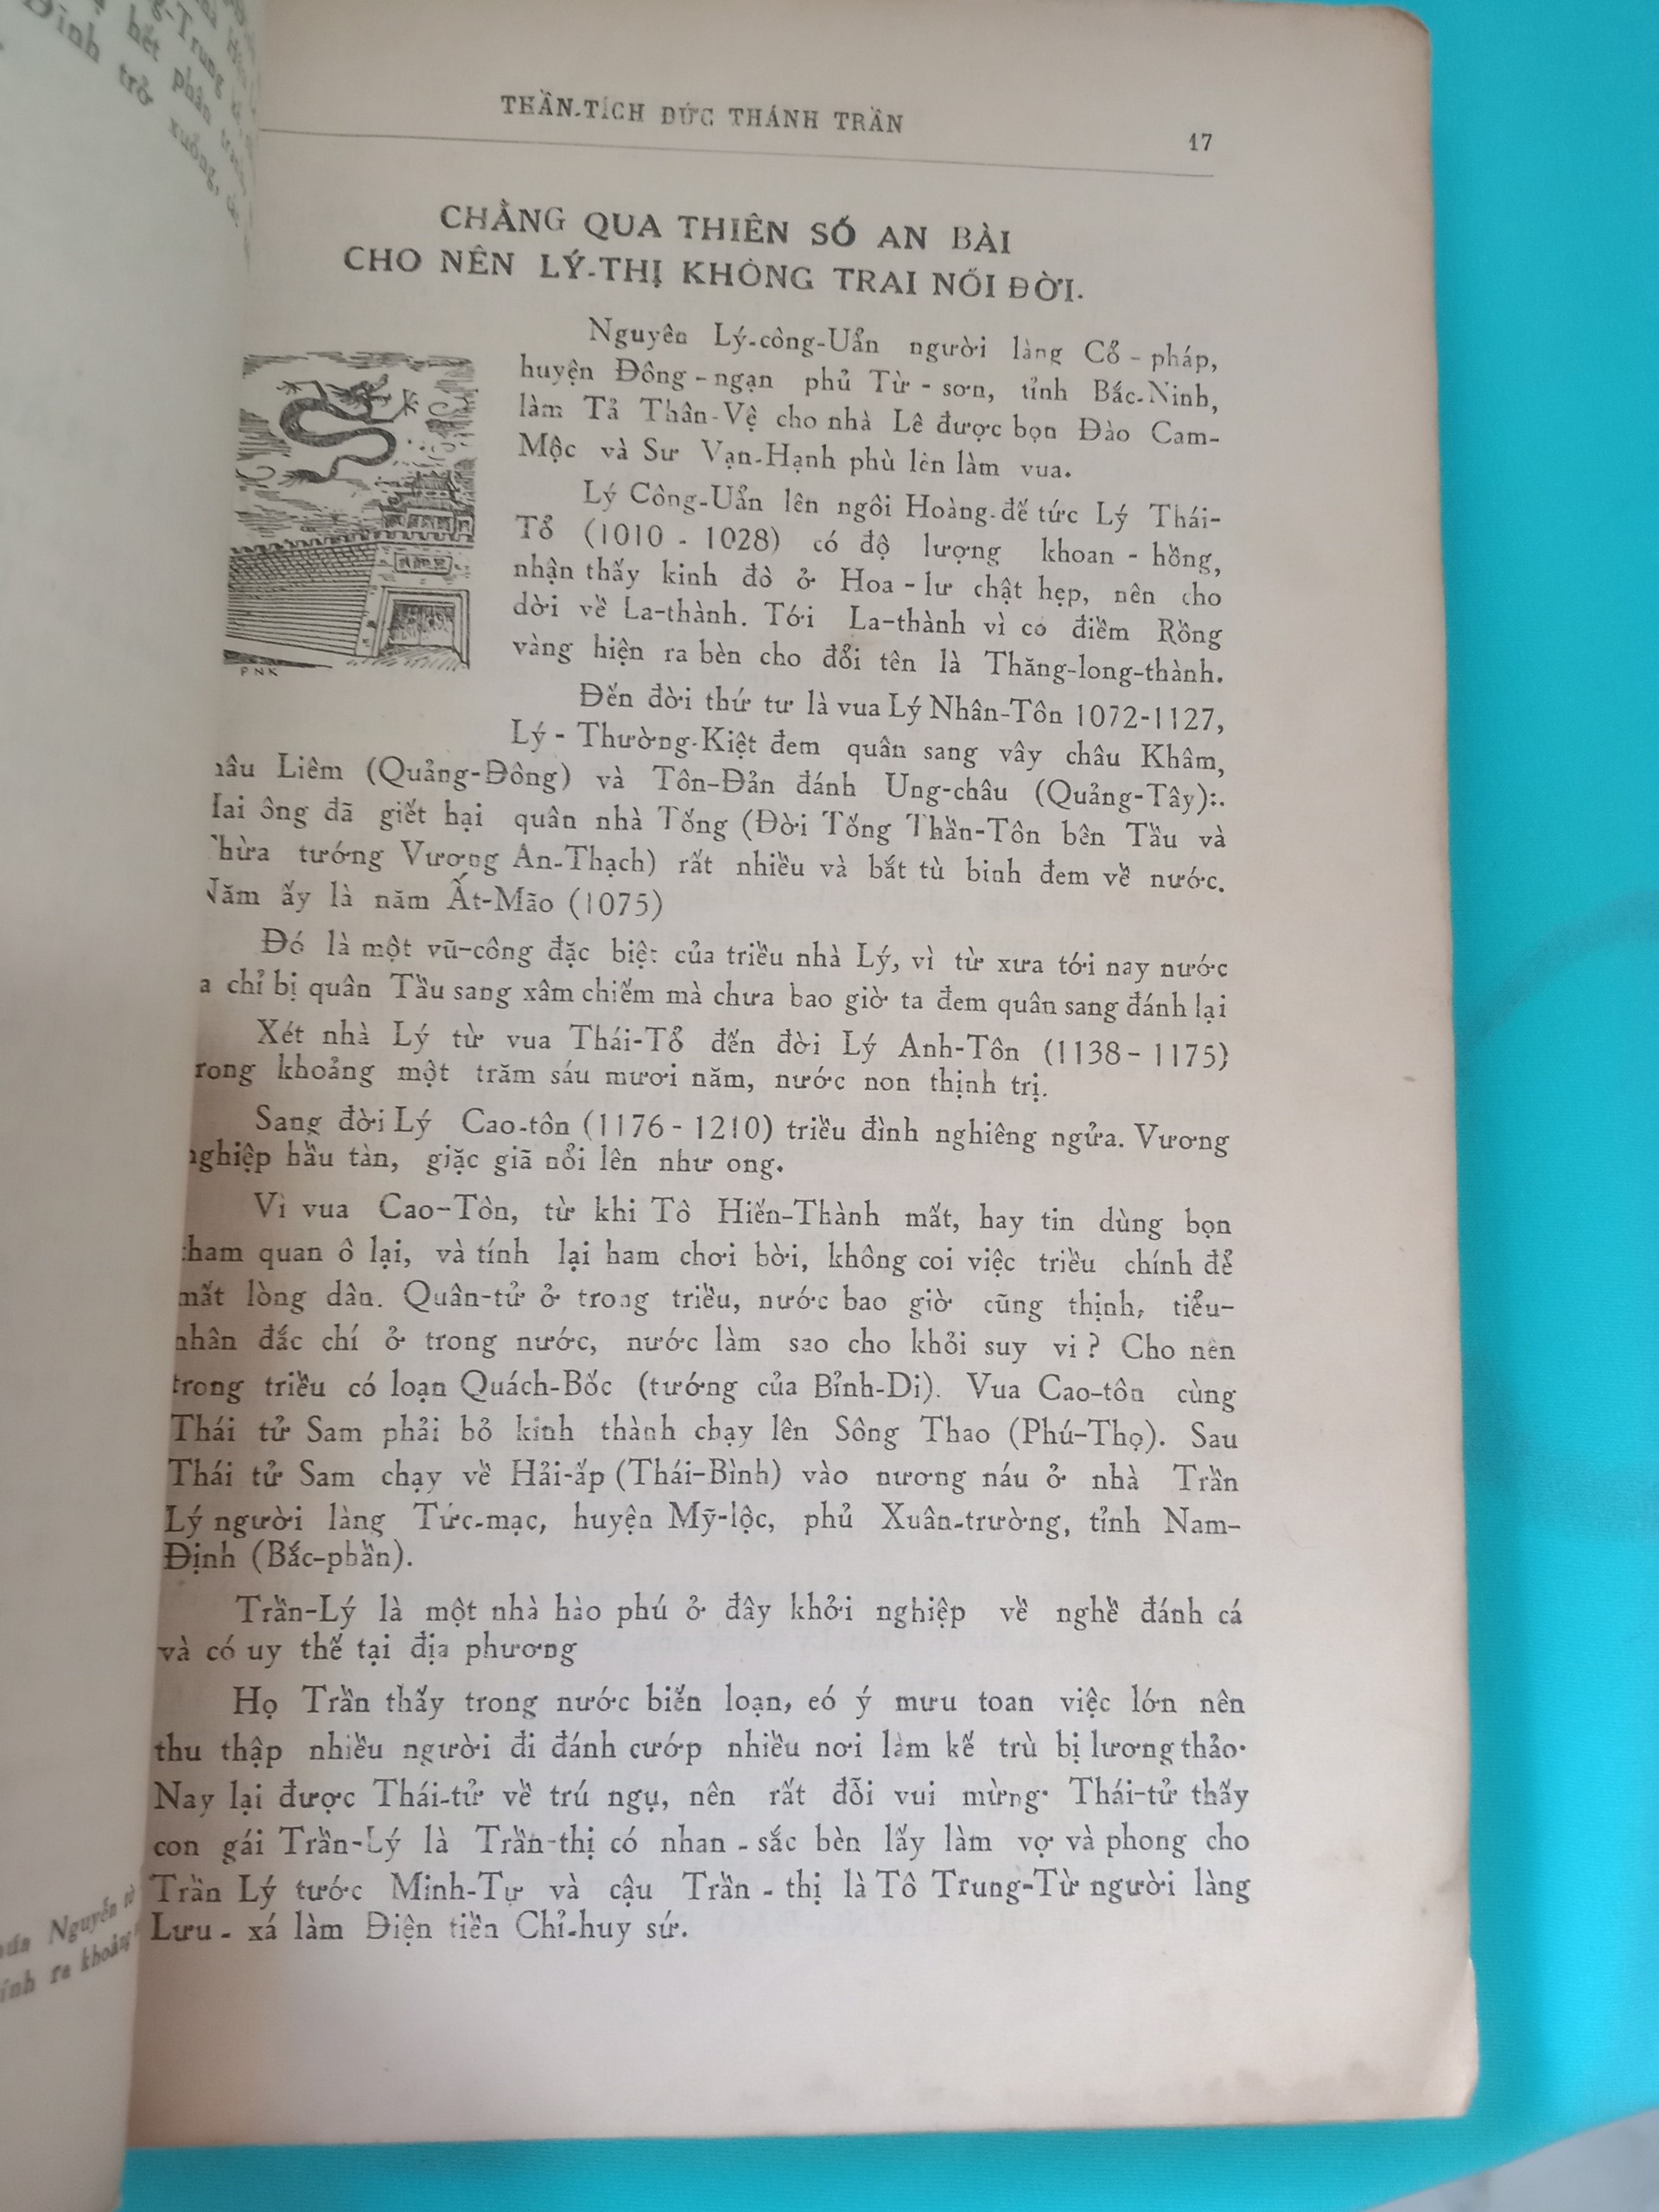 THẦN-TÍCH ĐỨC THÁNH TRẦN
17
CHẲNG QUA THIÊN SỐ AN BÀI
CHO NÊN LÝ-THỊ KHÔNG TRAI NỐI ĐỜI.
Nguyên Lý-công-Uẩn người làng Cổ - pháp,
huyện Đông - ngạn phủ Từ - sơn, tỉnh Bắc-Ninh,
làm Tả Thân-Vệ cho nhà Lê được bọn Đào Cam-
Mộc và Sư Vạn-Hạnh phù lên làm vua.
Lý Công-Uẩn lên ngôi Hoàng-đế tức Lý Thái-
Tổ (1010 - 1028) có độ lượng khoan - hồng,
nhận thấy kinh đô ở Hoa - lư chật hẹp, nên cho
dời về La-thành. Tới La-thành vì có điềm Rồng
vàng hiện ra bèn cho đổi tên là Thăng-long-thành.
PNK
Đến đời thứ tư là vua Lý Nhân-Tôn 1072-1127,
Lý - Thường-Kiệt đem quân sang vây châu Khâm,
Liêm (Quảng-Đông) và Tôn-Đản đánh Ung-châu (Quảng-Tây):.
ông đã giết hại quân nhà Tống (Đời Tống Thần-Tôn bên Tầu và
tướng Vương An-Thạch) rất nhiều và bắt tù binh đem về nước.
Năm ấy là năm Ất-Mão (1075)
Đó là một vũ-công đặc biệt của triều nhà Lý, vì từ xưa tới nay nước
chỉ bị quân Tầu sang xâm chiếm mà chưa bao giờ ta đem quân sang đánh lại
Xét nhà Lý từ vua Thái-Tổ đến đời Lý Anh-Tôn (1138 - 1175)
rong khoảng một trăm sáu mươi năm, nước non thịnh trị.
Sang đời Lý Cao-tôn (1176 - 1210) triều đình nghiêng ngửa. Vương
nghiệp hầu tàn, giặc giã nổi lên như ong.
Vì vua Cao-Tôn, từ khi Tô Hiến-Thành mất, hay tin dùng bọn
tham quan ô lại, và tính lại ham chơi bời, không coi việc triều chính để
mất lòng dân. Quân-tử ở trong triều, nước bao giờ cũng thịnh, tiểu-
nhân đắc chí ở trong nước, nước làm sao cho khỏi suy vi ? Cho nên
trong triều có loạn Quách-Bốc (tướng của Bỉnh-Di). Vua Cao-tôn cùng
Thái tử Sam phải bỏ kinh thành chạy lên Sông Thao (Phú-Thọ). Sau
Thái tử Sam chạy về Hải-ấp (Thái-Bình) vào nương náu ở nhà Trần
Lý người làng Tức-mạc, huyện Mỹ-lộc, phủ Xuân-trường, tỉnh Nam-
Định (Bắc-phần).
Trần-Lý là một nhà hào phú ở đây khởi nghiệp về nghề đánh cá
và có uy thế tại địa phương
Họ Trần thấy trong nước biến loạn, có ý mưu toan việc lớn nên
thu thập nhiều người đi đánh cướp nhiều nơi làm kế trù bị lương thảo.
Nay lại được Thái-tử về trú ngụ, nên rất đỗi vui mừng. Thái-tử thấy
con gái Trần-Lý là Trần-thị có nhan - sắc bèn lấy làm vợ và phong cho
Trần Lý tước Minh-Tự và cậu Trần - thị là Tô Trung-Từ người làng
Lưu - xá làm Điện tiền Chỉ-huy sứ.
Nguyễn
ra khoảng